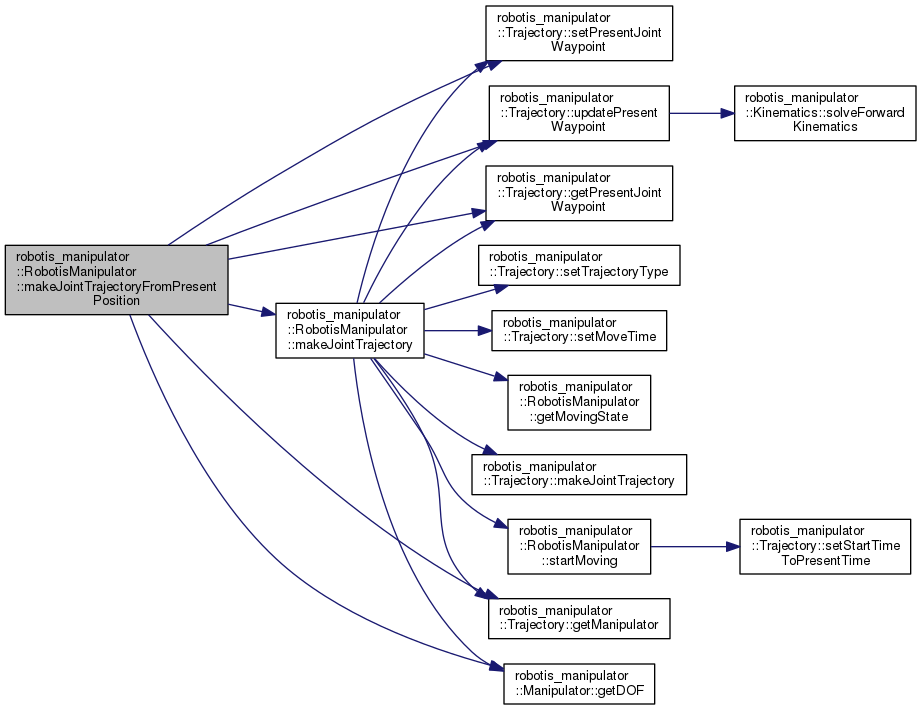 robotis_manipulator
::Trajectory::setPresentJoint
Waypoint
robotis_manipulator
::Trajectory::updatePresent
Waypoint
robotis_manipulator
::Kinematics::solveForward
Kinematics
robotis_manipulator
::Trajectory::getPresentJoint
Waypoint
robotis_manipulator
::RobotisManipulator
::makeJointTrajectoryFromPresent
Position
robotis_manipulator
::Trajectory::setTrajectoryType
robotis_manipulator
::RobotisManipulator
::makeJointTrajectory
robotis_manipulator
::Trajectory::setMoveTime
robotis_manipulator
::RobotisManipulator
::getMovingState
robotis_manipulator
::Trajectory::makeJointTrajectory
robotis_manipulator
::RobotisManipulator
::startMoving
robotis_manipulator
::Trajectory::setStartTime
ToPresentTime
robotis_manipulator
::Trajectory::getManipulator
robotis_manipulator
::Manipulator::getDOF